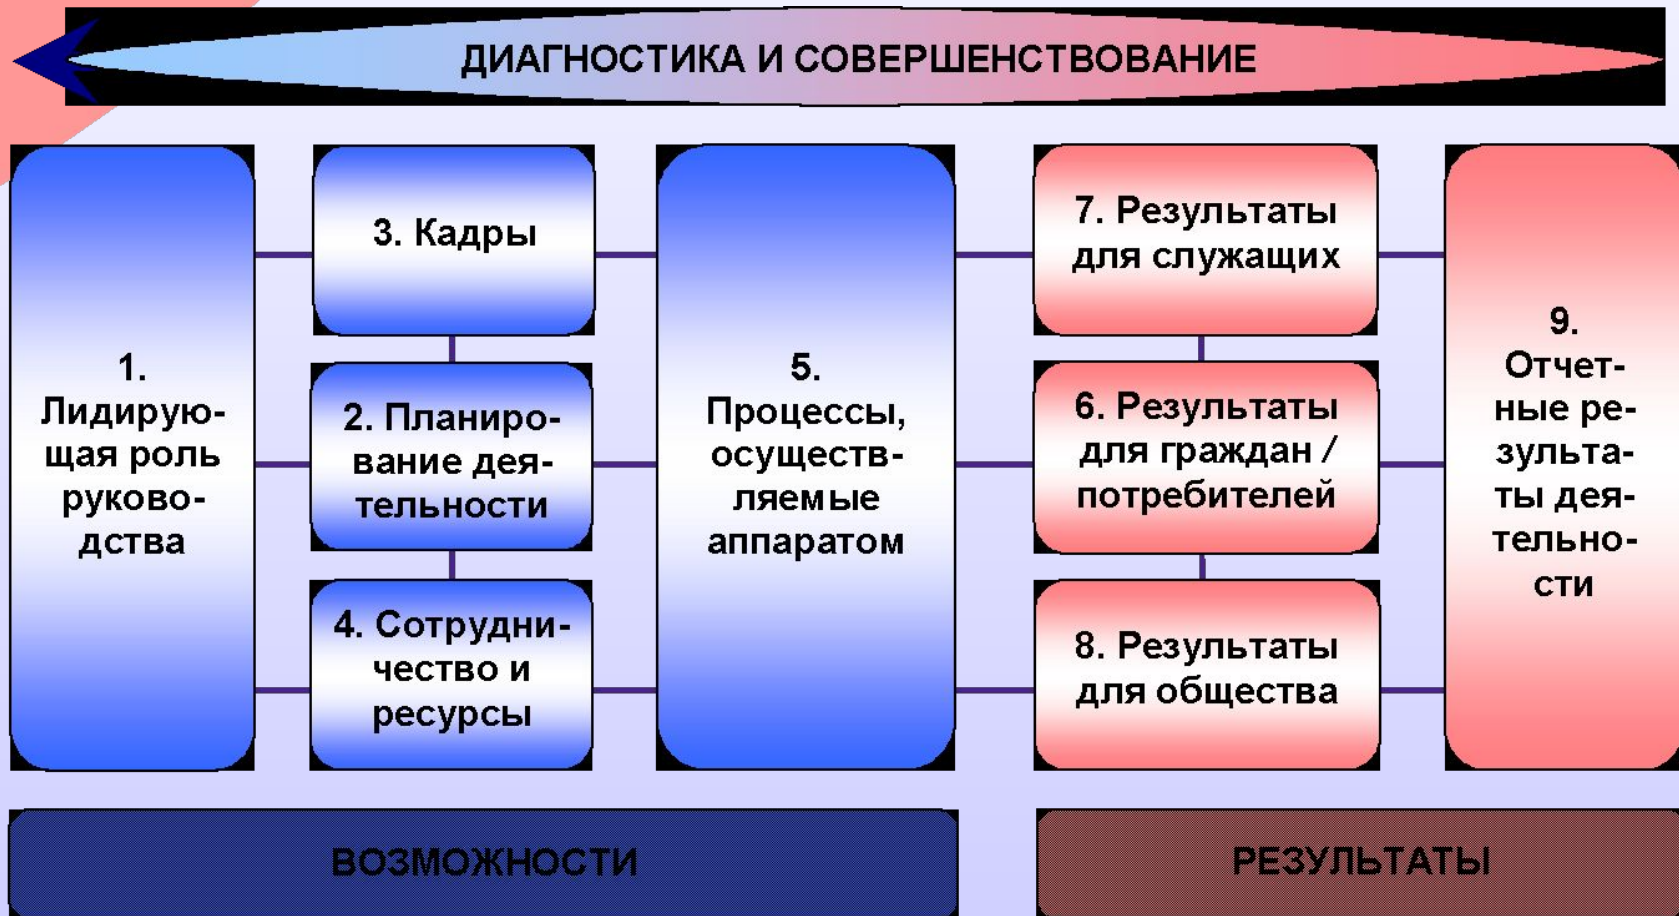 ДИАГНОСТИКА И СОВЕРШЕНСТВОВАНИЕ
1.
Лидирую-
щая роль
руково-
дства
3. Кадры
2. Планиро-
вание дея-
тельности
4. Сотрудни-
чество и
ресурсы
5.
Процессы,
осуществ-
ляемые
аппаратом
7. Результаты
для служащих
6. Результаты
для граждан /
потребителей
8. Результаты
для общества
9.
Отчет-
ные ре-
зульта-
ты дея-
тельно-
сти
ВОЗМОЖНОСТИ
РЕЗУЛЬТАТЫ